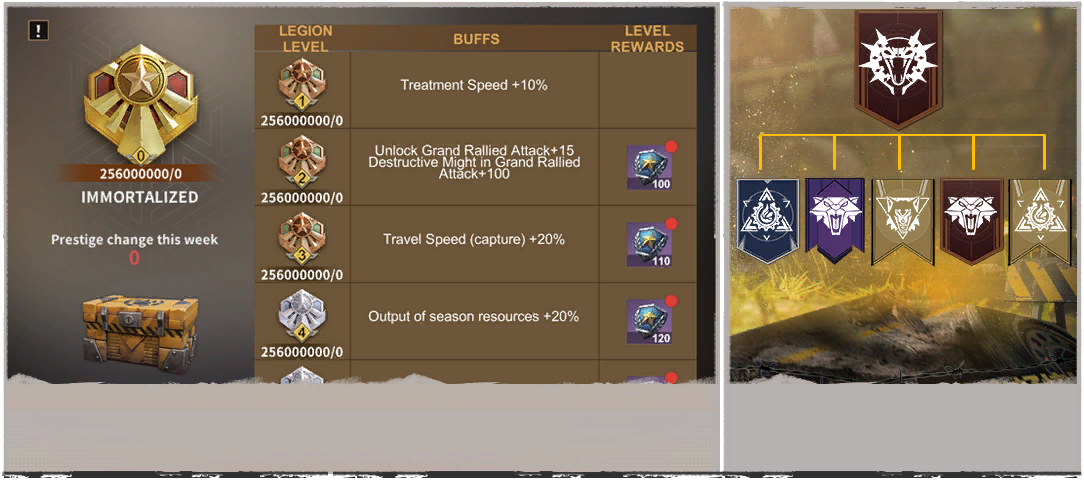 !
LEGION
LEVEL
BUFFS
LEVEL
REWARDS
0
256000000/0
IMMORTALIZED
Prestige change this week
0
1
256000000/0
Treatment Speed +10%
2
256000000/0
Unlock Grand Rallied Attack+15
Destructive Might in Grand Rallied
Attack+100
100
3
256000000/0
Travel Speed (capture) +20%
110
4
256000000/0
Output of season resources +20%
120